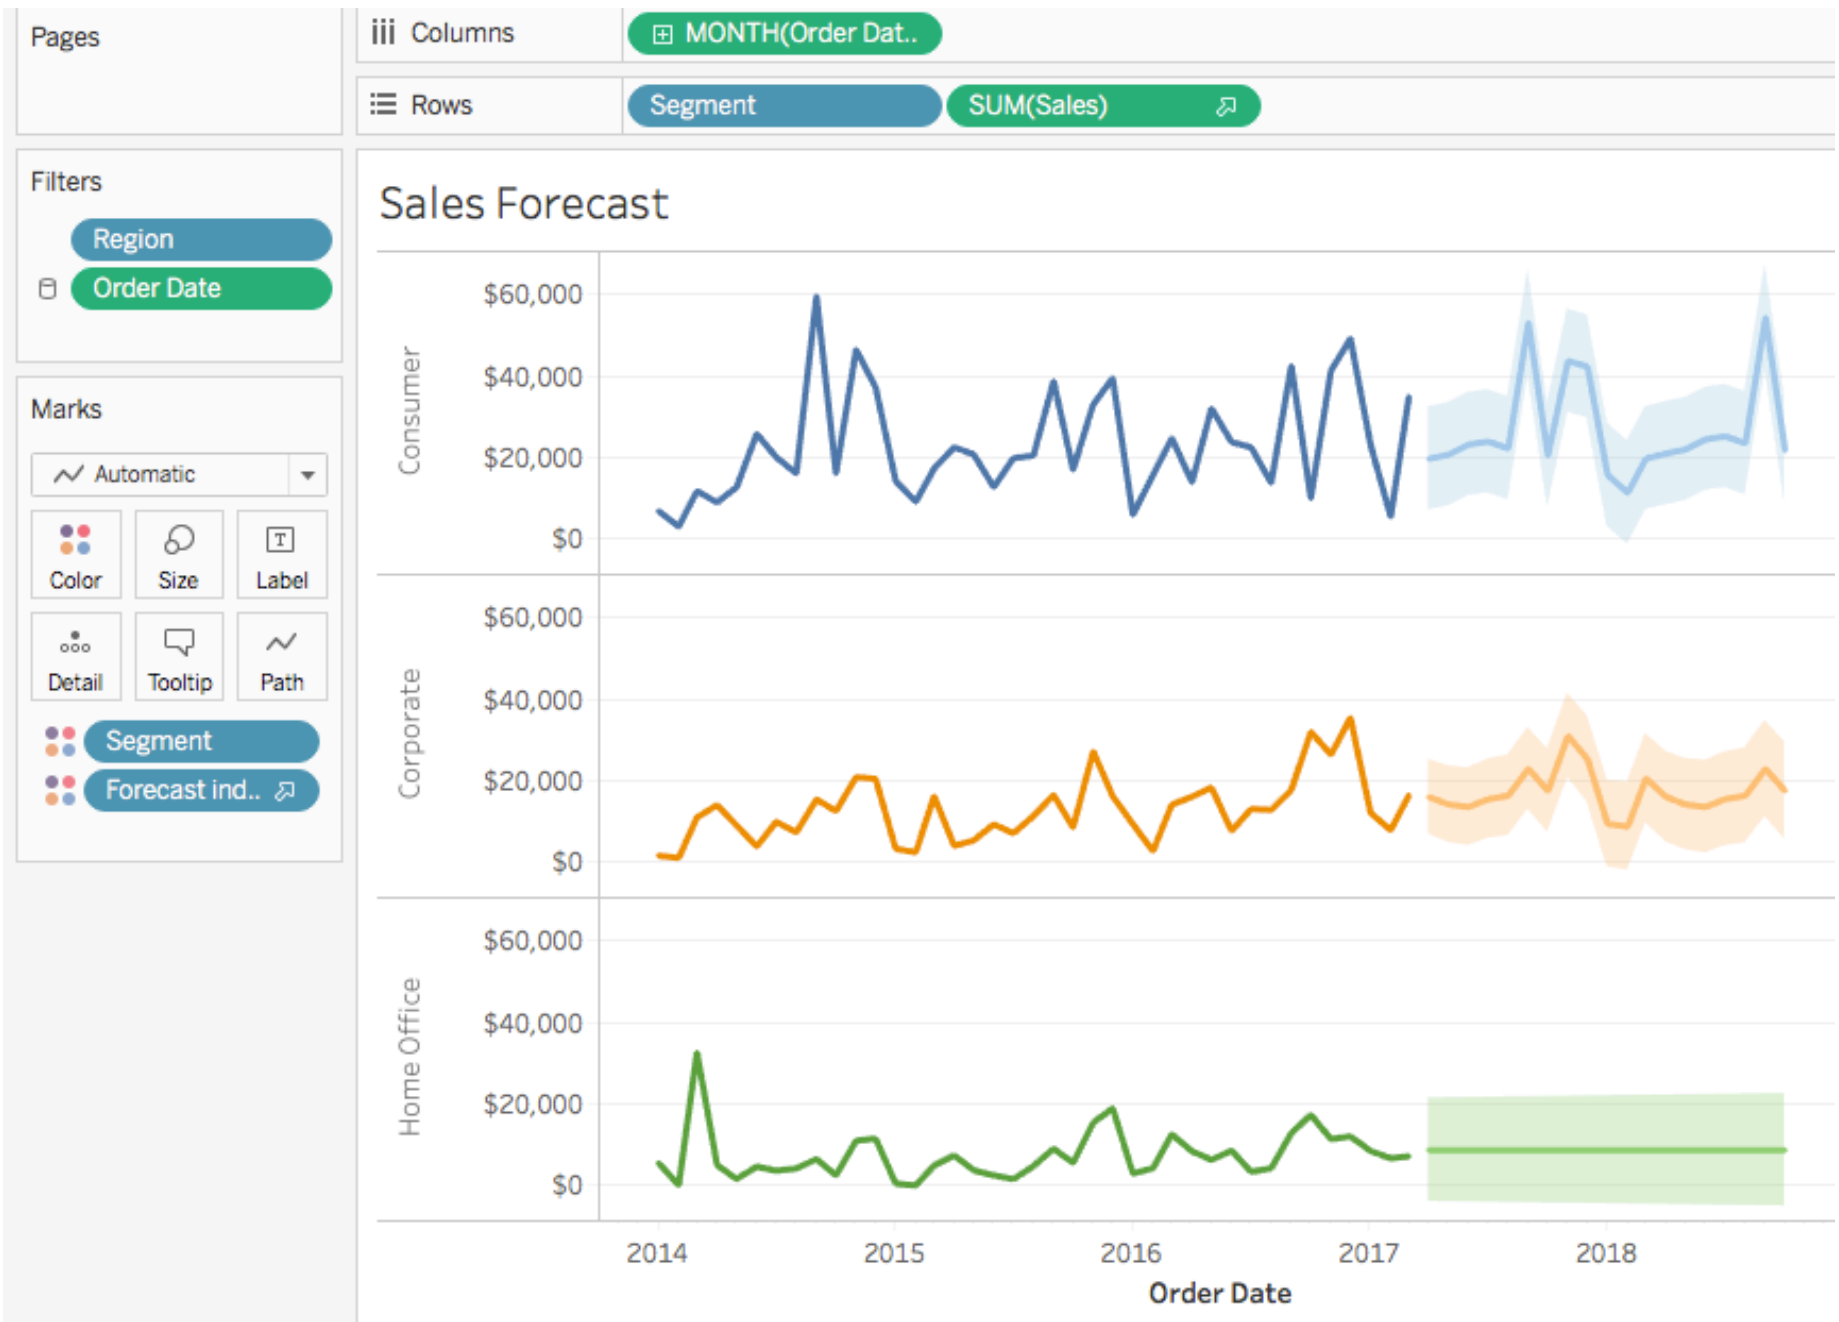 Pages
Columns
MONTH(Order Dat..
Rows
Segment
SUM(Sales)
Filters
Region
Order Date
Marks
Automatic
Color
Size
T
Label
Detail
Tooltip
Path
Segment
Forecast ind..
Sales Forecast
Consumer
$60,000
$40,000
$20,000
$0
Corporate
$60,000
$40,000
$20,000
$0
Home Office
$60,000
$40,000
$20,000
$0
2014
2015
2016
2017
2018
Order Date